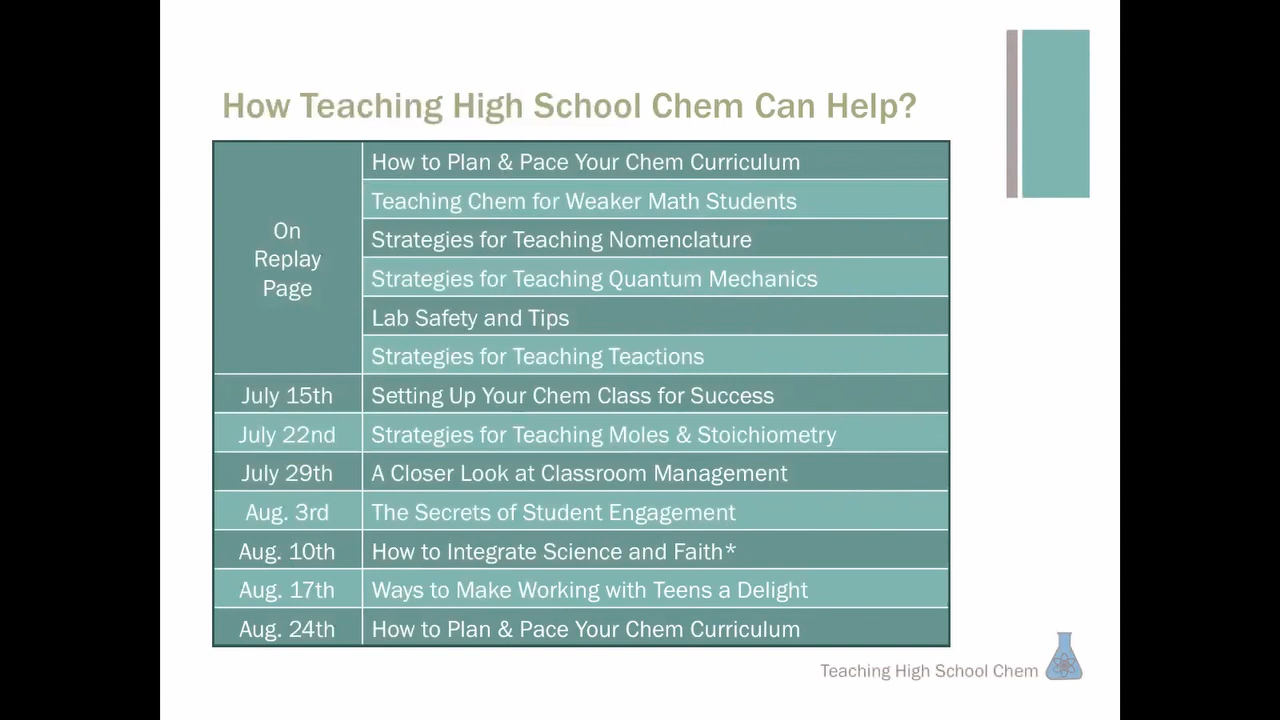 How Teaching High School Chem Can Help?
On
Replay
Page
How to Plan & Pace Your Chem Curriculum
Teaching Chem for Weaker Math Students
Strategies for Teaching Nomenclature
Strategies for Teaching Quantum Mechanics
Lab Safety and Tips
Strategies for Teaching Teactions
July 15th Setting Up Your Chem Class for Success
July 22nd Strategies for Teaching Moles & Stoichiometry
July 29th A Closer Look at Classroom Management
Aug. 3rd The Secrets of Student Engagement
Aug. 10th How to Integrate Science and Faith*
Aug. 17th Ways to Make Working with Teens a Delight
Aug. 24th How to Plan & Pace Your Chem Curriculum
Teaching High School Chem